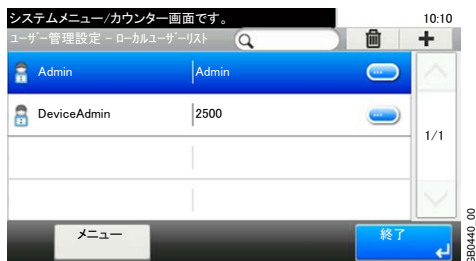 システムメニュー/カウンター画面です。 10:10
ユーザー管理設定 - ローカルユーザーリスト
Admin Admin
DeviceAdmin 2500
1/1
メニュー 終了
GB0440_00